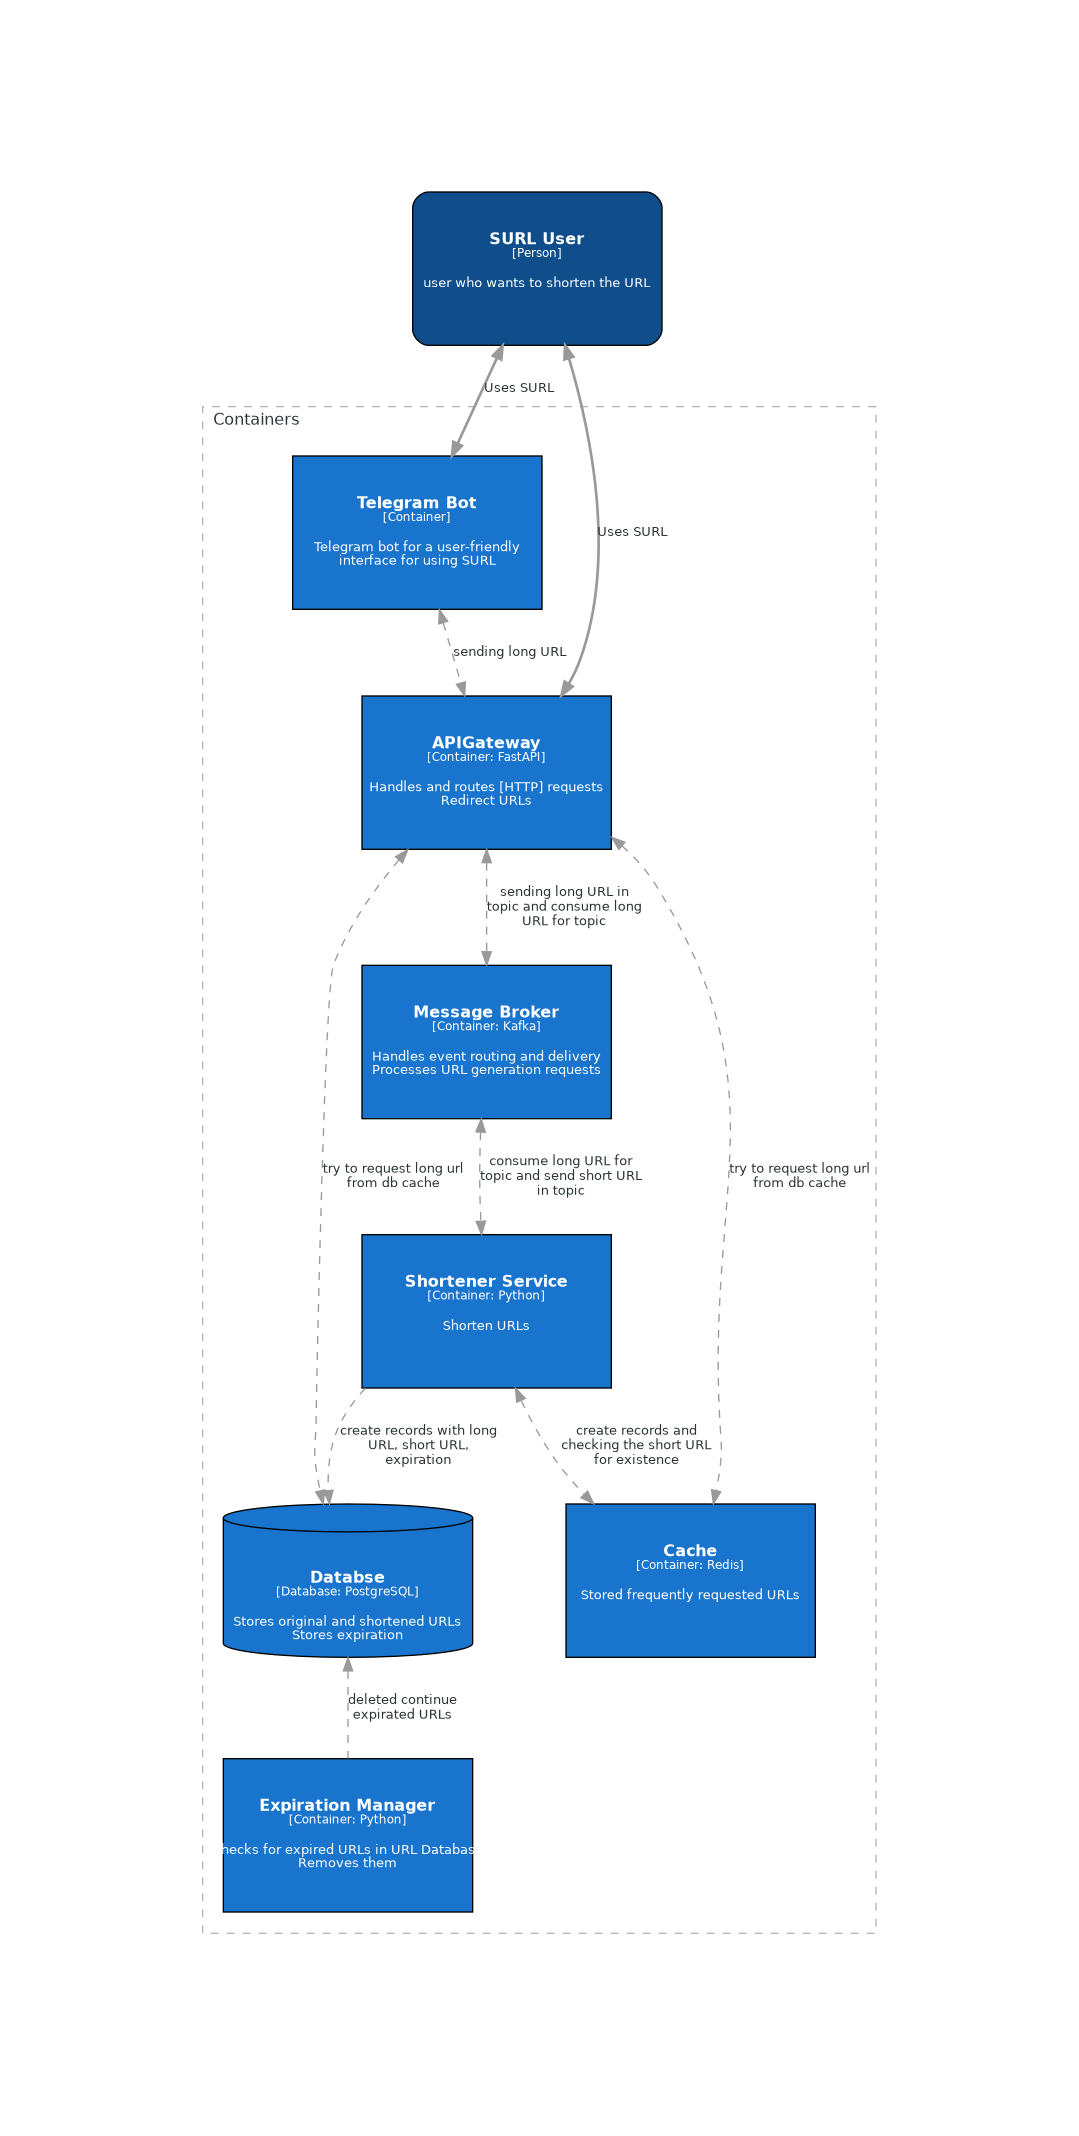 SURL User
[Person]
user who wants to shorten the URL
Uses SURL
Containers
Telegram Bot
[Container]
Telegram bot for a user-friendly
interface for using SURL
Uses SURL
sending long URL
APIGateway
[Container: FastAPI]
Handles and routes [HTTP] requests
Redirect URLs
sending long URL in
topic and consume long
URL for topic
Message Broker
[Container: Kafka]
Handles event routing and delivery
Processes URL generation requests
try to request long url
from db cache
consume long URL for
topic and send short URL
in topic
try to request long url
from db cache
Shortener Service
[Container: Python]
Shorten URLs
create records with long
URL, short URL,
expiration
create records and
checking the short URL
for existence
Databse
[Database: PostgreSQL]
Stores original and shortened URLs
Stores expiration
Cache
[Container: Redis]
Stored frequently requested URLs
deleted continue
expirated URLs
Expiration Manager
[Container: Python]
hecks for expired URLs in URL Databas
Removes them